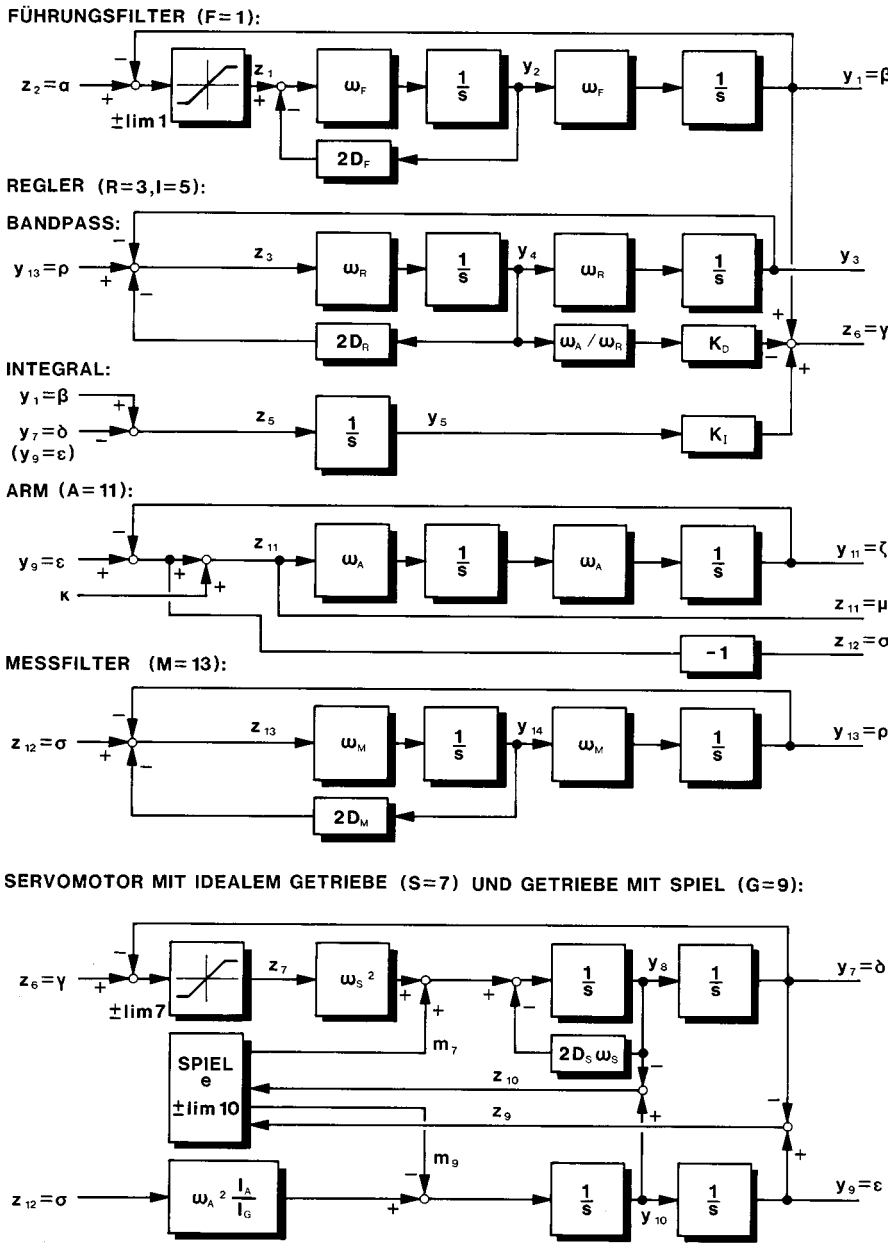 FÜHRUNGSFILTER (F=1):
z₂=α
+
−
±lim 1
z₁
+
−
ω_F
1/s
y₂
ω_F
1/s
y₁=β
2D_F
REGLER (R=3, I=5):
BANDPASS:
y₁₃=ρ
+
−
−
z₃
ω_R
1/s
y₄
ω_R
1/s
y₃
2D_R
ω_A/ω_R
K_D
+
−
+
z₆=γ
INTEGRAL:
y₁=β
+
y₇=δ
−
(y₉=ε)
z₅
1/s
y₅
K_I
ARM (A=11):
y₉=ε
+
−
κ
+
+
z₁₁
ω_A
1/s
ω_A
1/s
y₁₁=ζ
z₁₁=μ
−1
z₁₂=σ
MESSFILTER (M=13):
z₁₂=σ
+
−
−
z₁₃
ω_M
1/s
y₁₄
ω_M
1/s
y₁₃=ρ
2D_M
SERVOMOTOR MIT IDEALEM GETRIEBE (S=7) UND GETRIEBE MIT SPIEL (G=9):
z₆=γ
+
−
±lim 7
z₇
ω_S²
+
+
+
−
1/s
y₈
1/s
y₇=δ
m₇
2D_Sω_S
SPIEL
e
±lim 10
z₁₀
−
+
z₉
−
+
m₉
z₁₂=σ
ω_A² I_A/I_G
+
−
1/s
y₁₀
1/s
y₉=ε